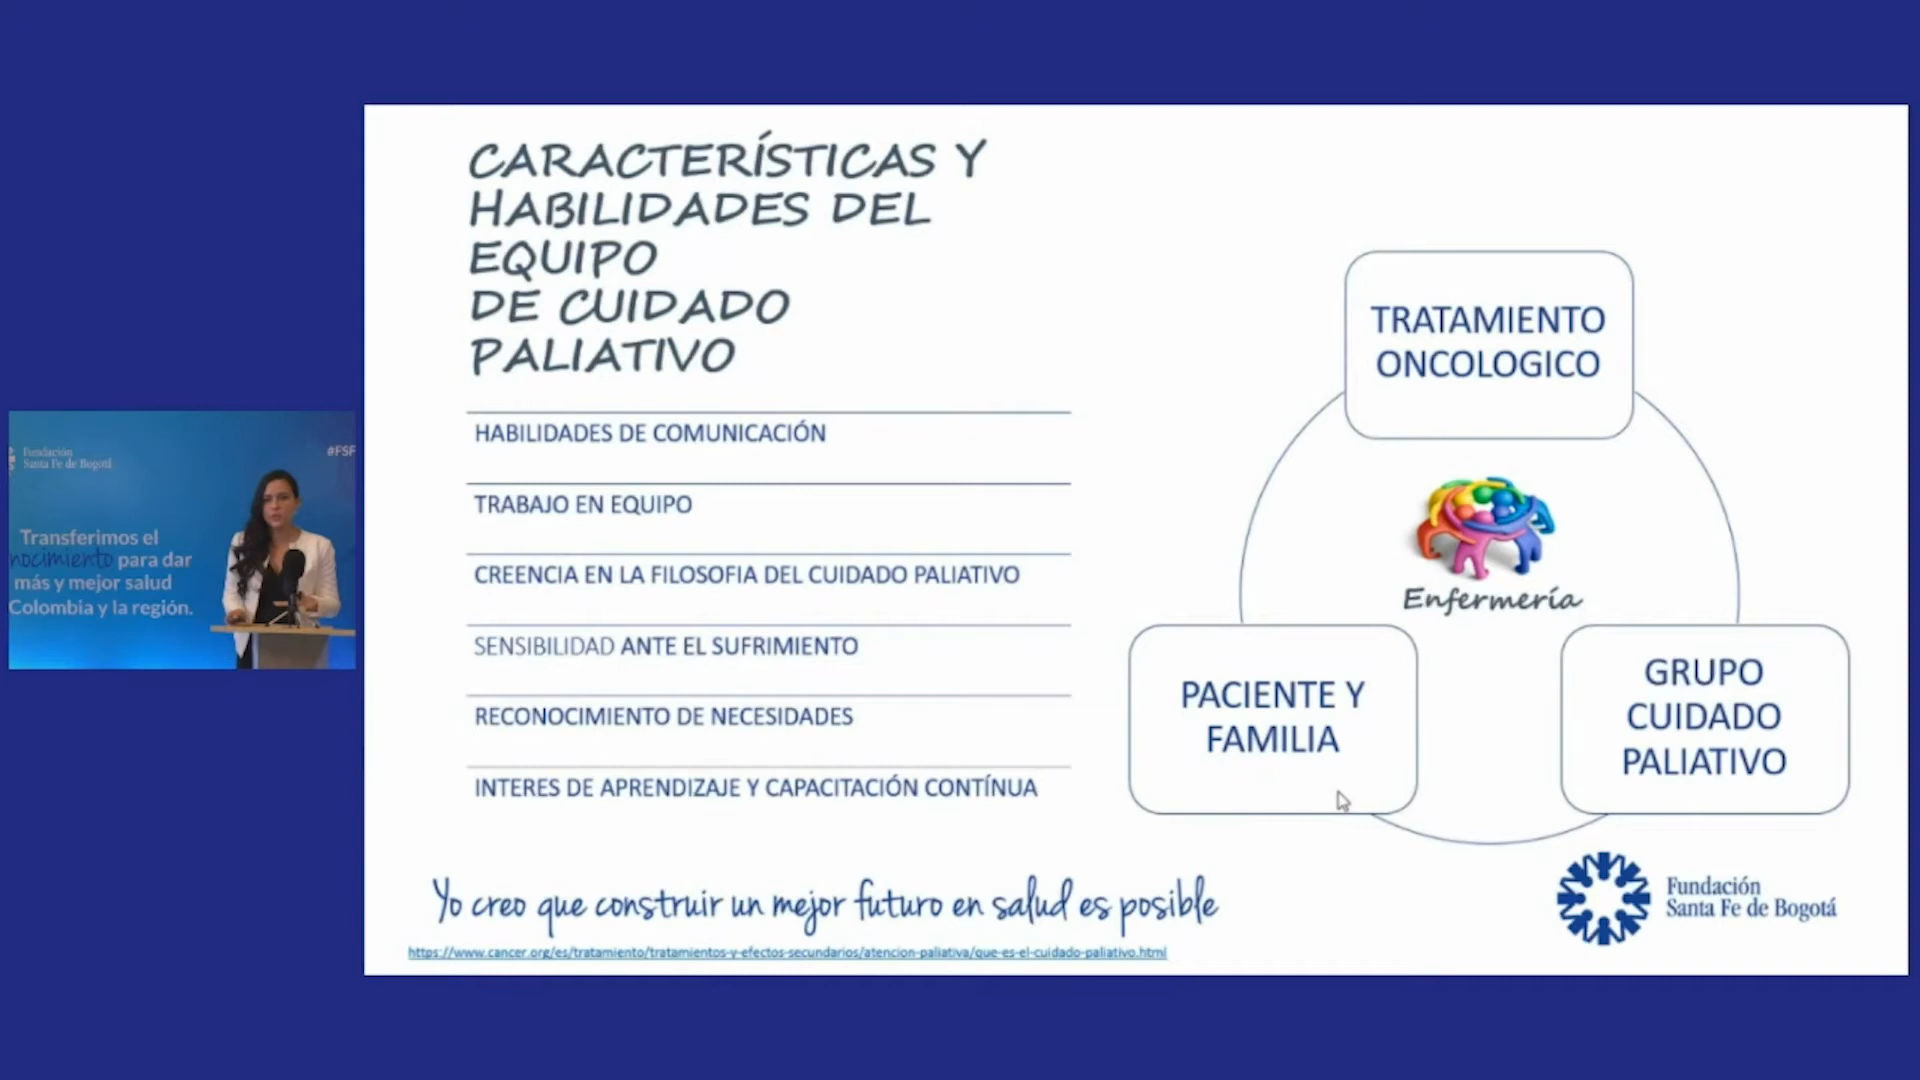 CARACTERÍSTICAS Y
HABILIDADES DEL
EQUIPO
DE CUIDADO
PALIATIVO
HABILIDADES DE COMUNICACIÓN
TRABAJO EN EQUIPO
CREENCIA EN LA FILOSOFIA DEL CUIDADO PALIATIVO
SENSIBILIDAD ANTE EL SUFRIMIENTO
RECONOCIMIENTO DE NECESIDADES
INTERES DE APRENDIZAJE Y CAPACITACIÓN CONTÍNUA
TRATAMIENTO
ONCOLOGICO
Enfermería
PACIENTE Y
FAMILIA
GRUPO
CUIDADO
PALIATIVO
Yo creo que construir un mejor futuro en salud es posible
https://www.cancer.org/es/tratamiento/tratamientos-y-efectos-secundarios/atencion-paliativa/que-es-el-cuidado-paliativo.html
Fundación
Santa Fe de Bogotá
Fundación
Santa Fe de Bogotá
#FSF
Transferimos el
nocimiento para dar
más y mejor salud
Colombia y la región.